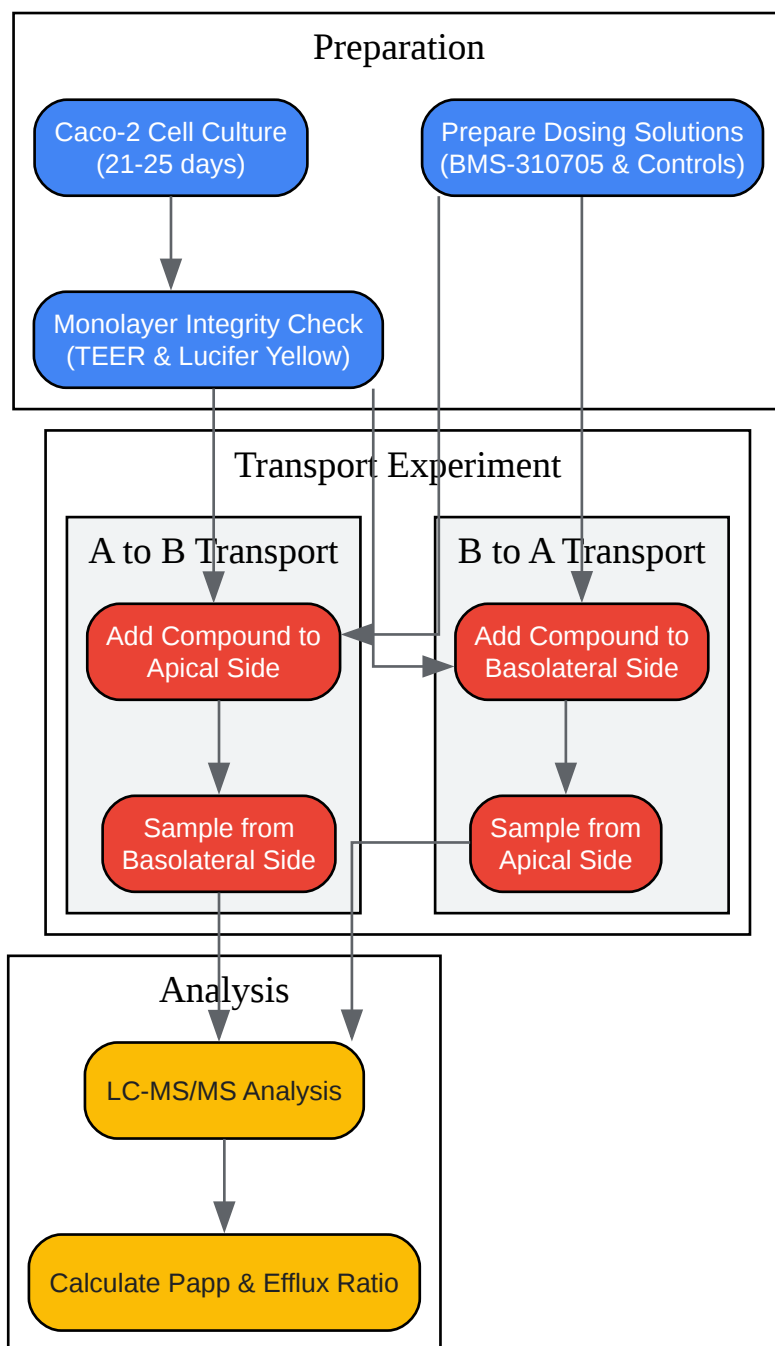 Preparation
Caco-2 Cell Culture
(21-25 days)
Prepare Dosing Solutions
(BMS-310705 & Controls)
Monolayer Integrity Check
(TEER & Lucifer Yellow)
Transport Experiment
A to B Transport
B to A Transport
Add Compound to
Apical Side
Add Compound to
Basolateral Side
Sample from
Basolateral Side
Sample from
Apical Side
Analysis
LC-MS/MS Analysis
Calculate Papp & Efflux Ratio